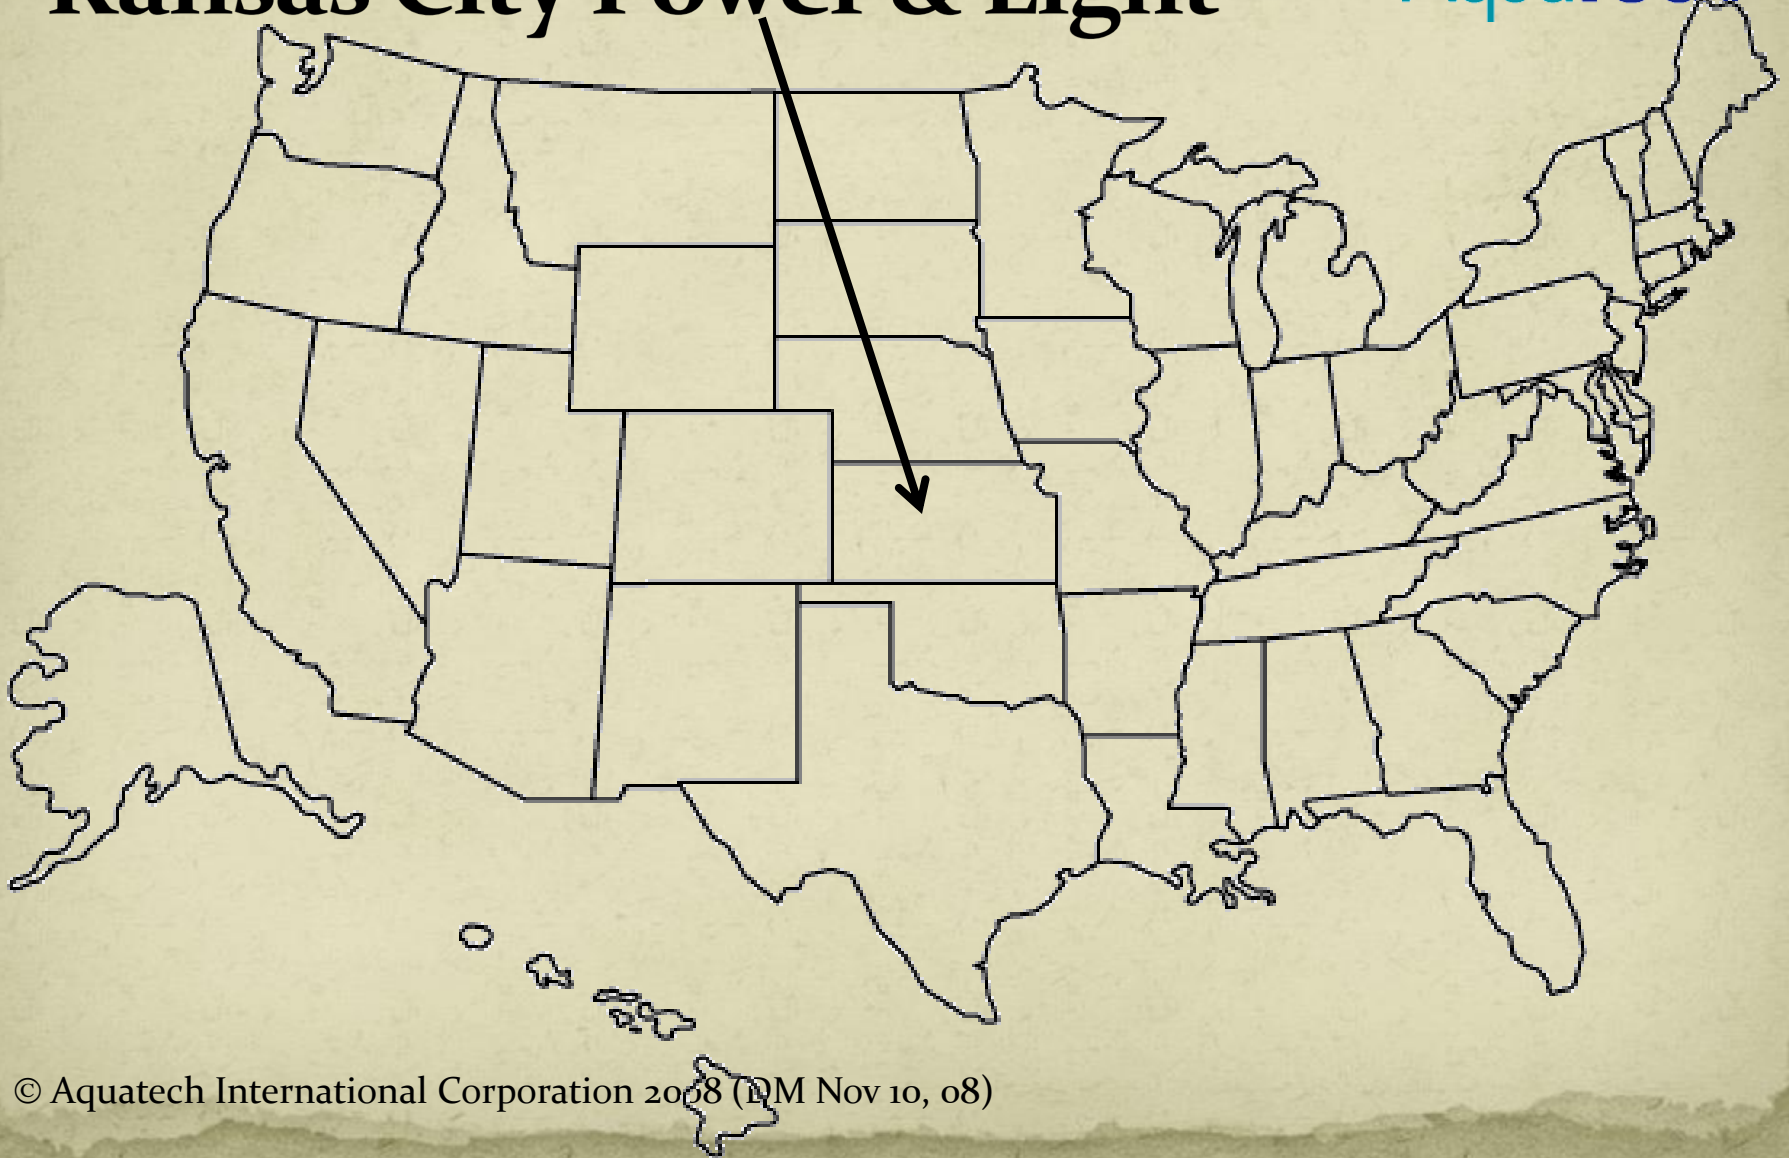 Kansas City Power & Light
© Aquatech International Corporation 2008 (DM Nov 10, 08)